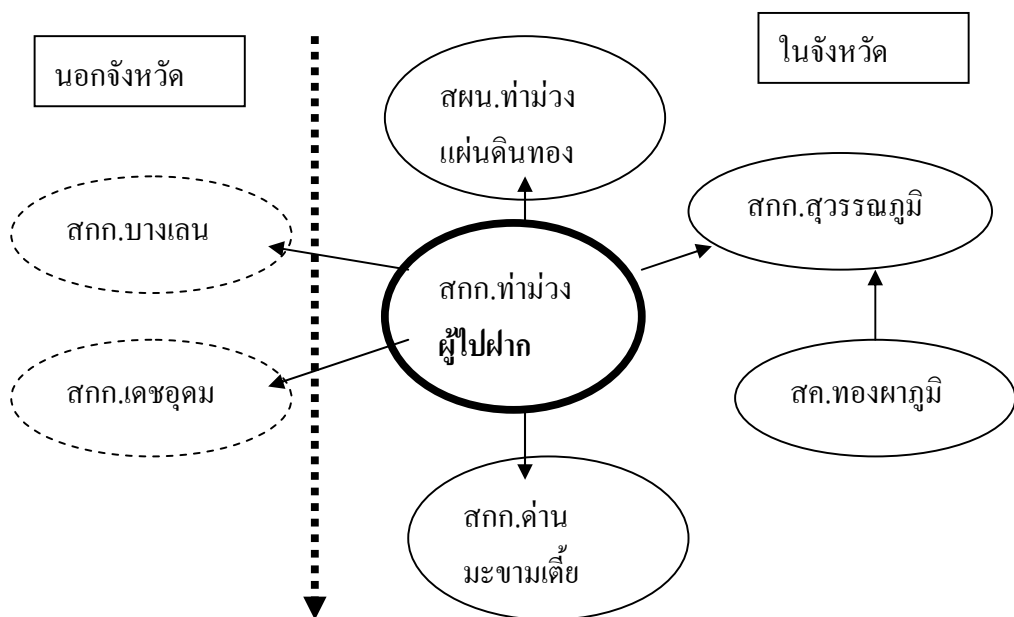 นอกจังหวัด
ในจังหวัด
สผน.ท่าม่วง
แผ่นดินทอง
สกก.บางเลน
สกก.สุวรรณภูมิ
สกก.ท่าม่วง
ผู้ไปฝาก
สกก.เดชอุดม
สค.ทองผาภูมิ
สกก.ด่าน
มะขามเตี้ย